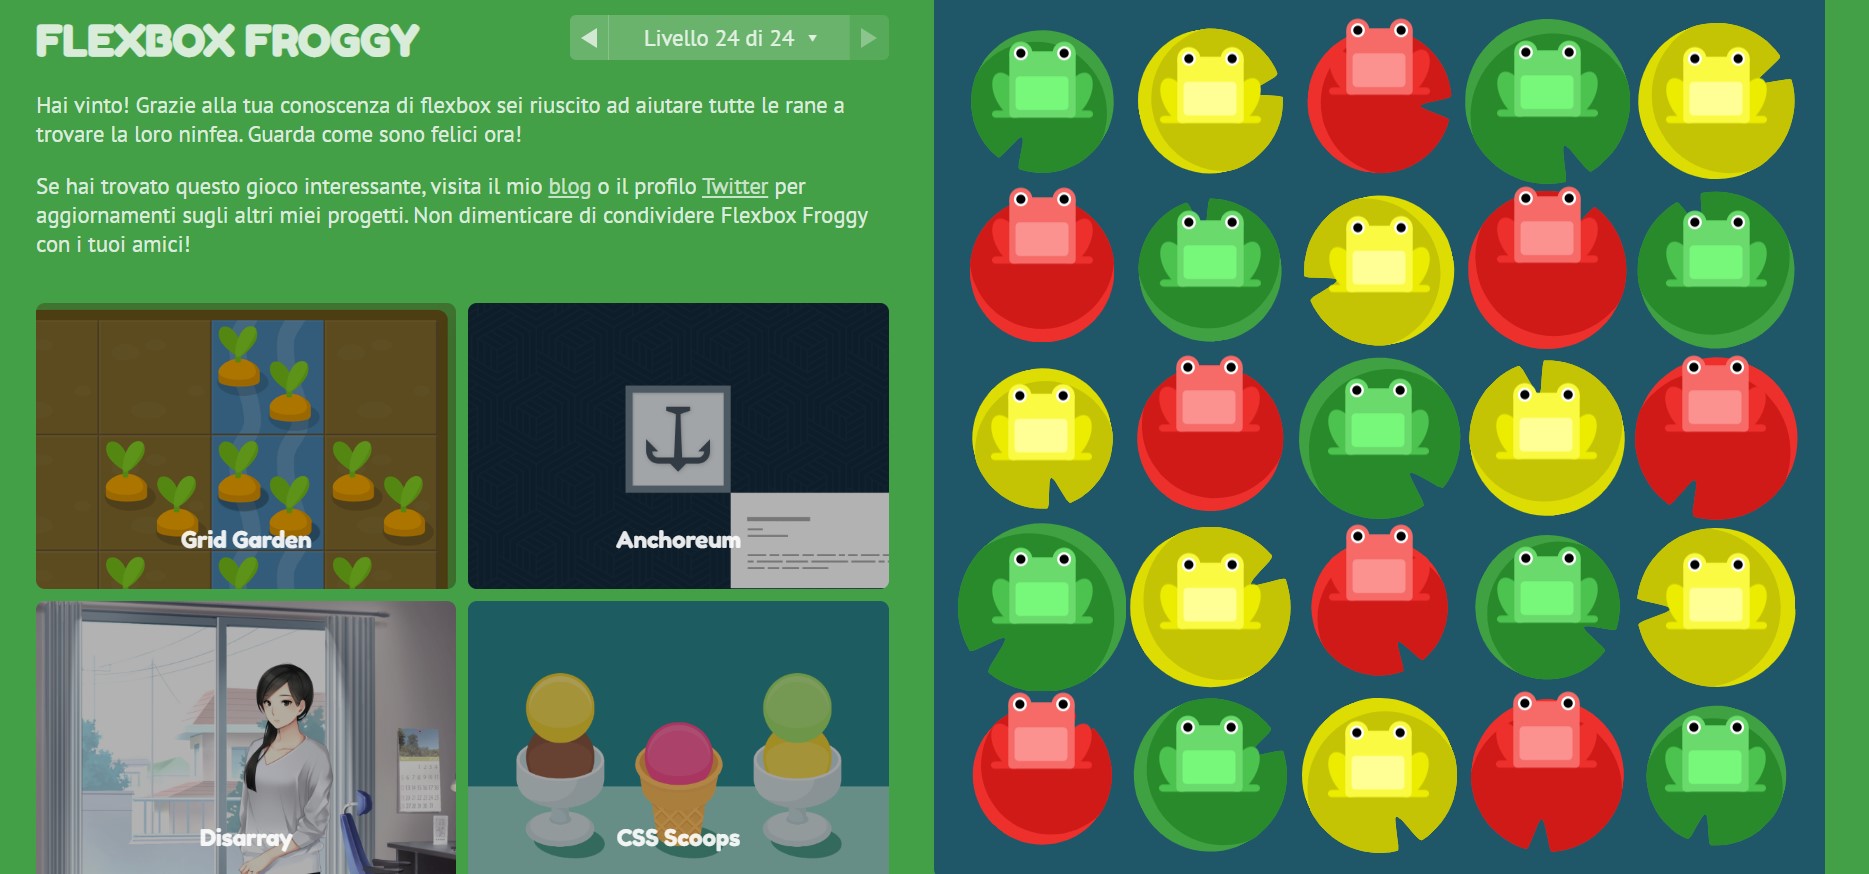 FLEXBOX FROGGY
Livello 24 di 24
Hai vinto! Grazie alla tua conoscenza di flexbox sei riuscito ad aiutare tutte le rane a
trovare la loro ninfea. Guarda come sono felici ora!
Se hai trovato questo gioco interessante, visita il mio blog o il profilo Twitter per
aggiornamenti sugli altri miei progetti. Non dimenticare di condividere Flexbox Froggy
con i tuoi amici!
Grid Garden
Anchoreum
Disarray
CSS Scoops